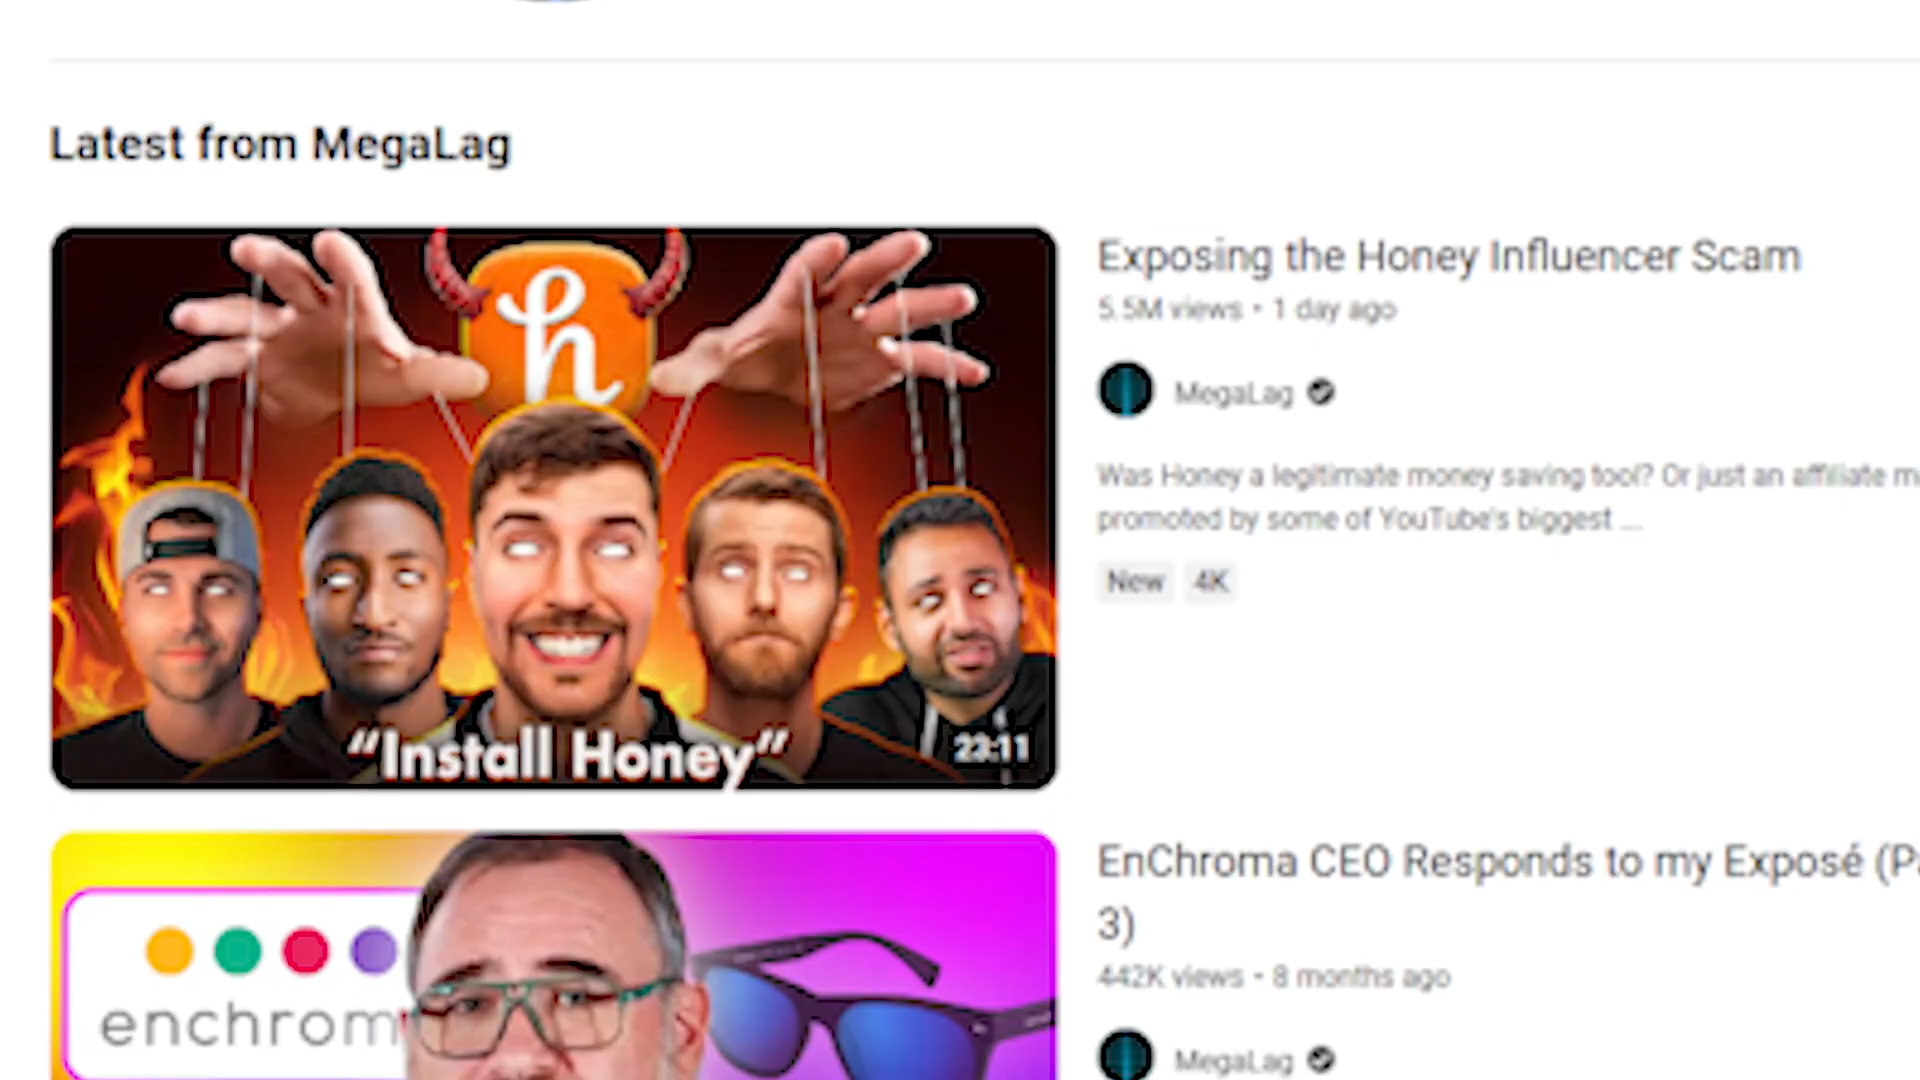 Latest from MegaLag
h
“Install Honey”
23:11
Exposing the Honey Influencer Scam
5.5M views • 1 day ago
MegaLag
Was Honey a legitimate money saving tool? Or just an affiliate
promoted by some of YouTube's biggest ...
New 4K
enchrom
EnChroma CEO Responds to my Exposé (Pa
3)
442K views • 8 months ago
MegaLag